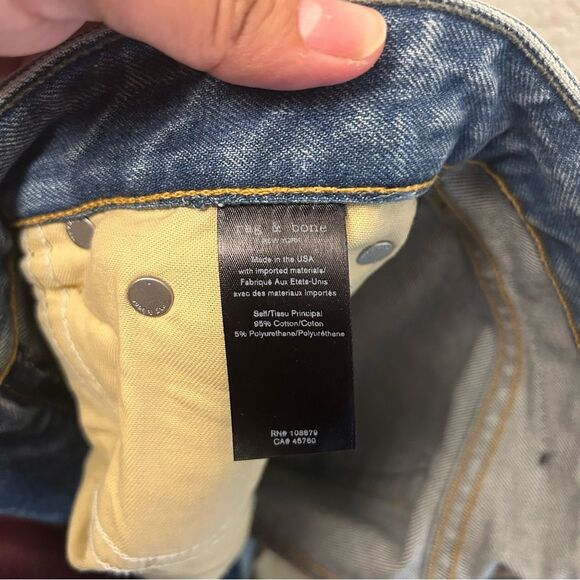 rag & bone
NEW YORK
Made in the USA
with imported materials/
Fabriqué Aux Etats-Unis
avec des materiaux importés
Self/Tissu Principal
95% Cotton/Coton
5% Polyurethane/Polyuréthane
RN# 108679
CA# 45760